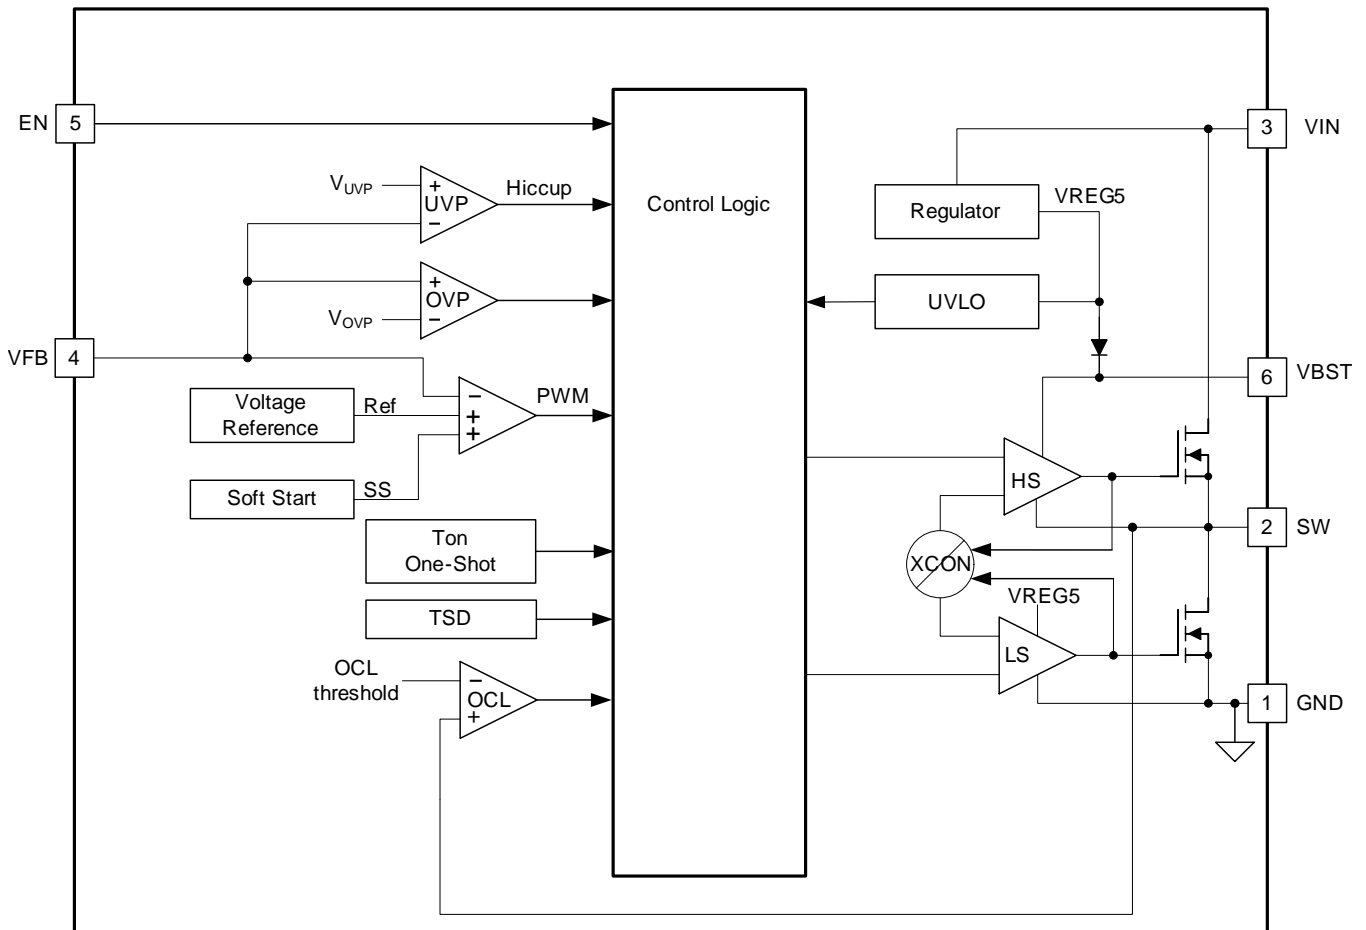 EN
5
3
VIN
VUVP
+
UVP
−
Hiccup
Control Logic
Regulator
VREG5
+
OVP
−
VOVP
UVLO
VFB
4
6
VBST
Voltage
Reference
Ref
−
+
+
PWM
Soft Start
SS
HS
2
SW
Ton
One-Shot
XCON
TSD
VREG5
LS
OCL
threshold
−
OCL
+
1
GND